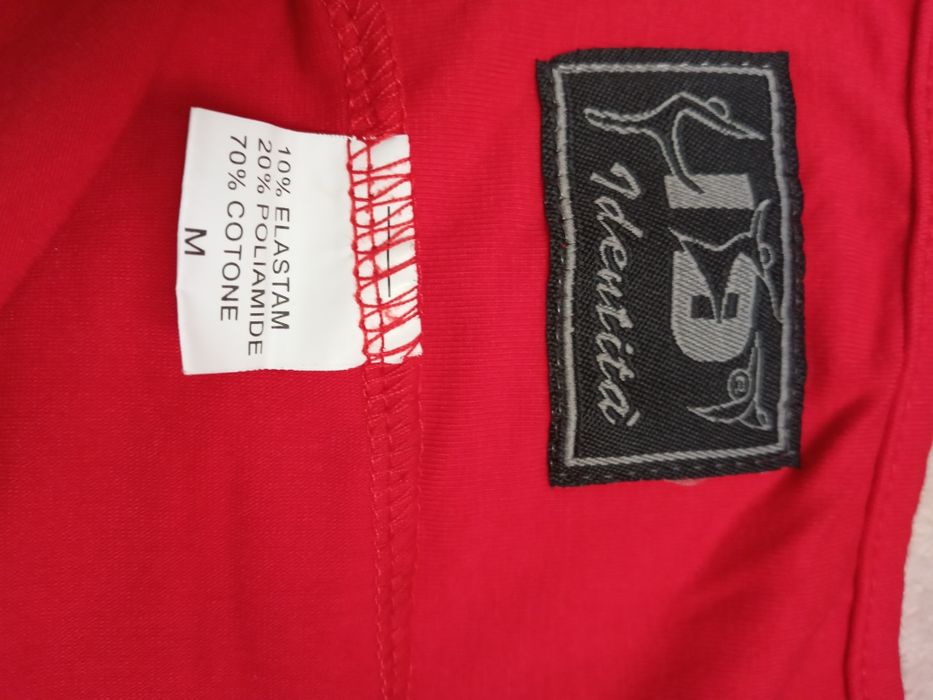 10% ELASTAM
20% POLIAMIDE
70% COTONE
M
Identità